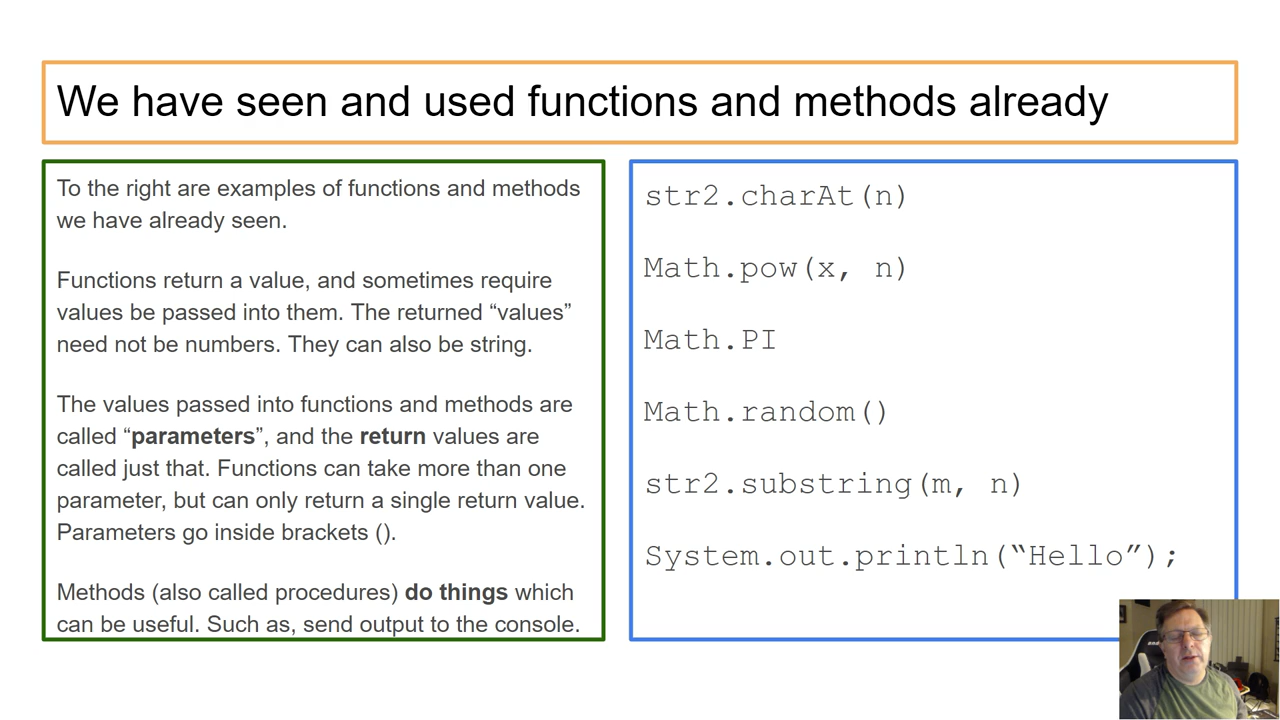 We have seen and used functions and methods already
To the right are examples of functions and methods
we have already seen.
Functions return a value, and sometimes require
values be passed into them. The returned “values”
need not be numbers. They can also be string.
The values passed into functions and methods are
called “parameters”, and the return values are
called just that. Functions can take more than one
parameter, but can only return a single return value.
Parameters go inside brackets ().
Methods (also called procedures) do things which
can be useful. Such as, send output to the console.
str2.charAt(n)
Math.pow(x, n)
Math.PI
Math.random()
str2.substring(m, n)
System.out.println(“Hello”);